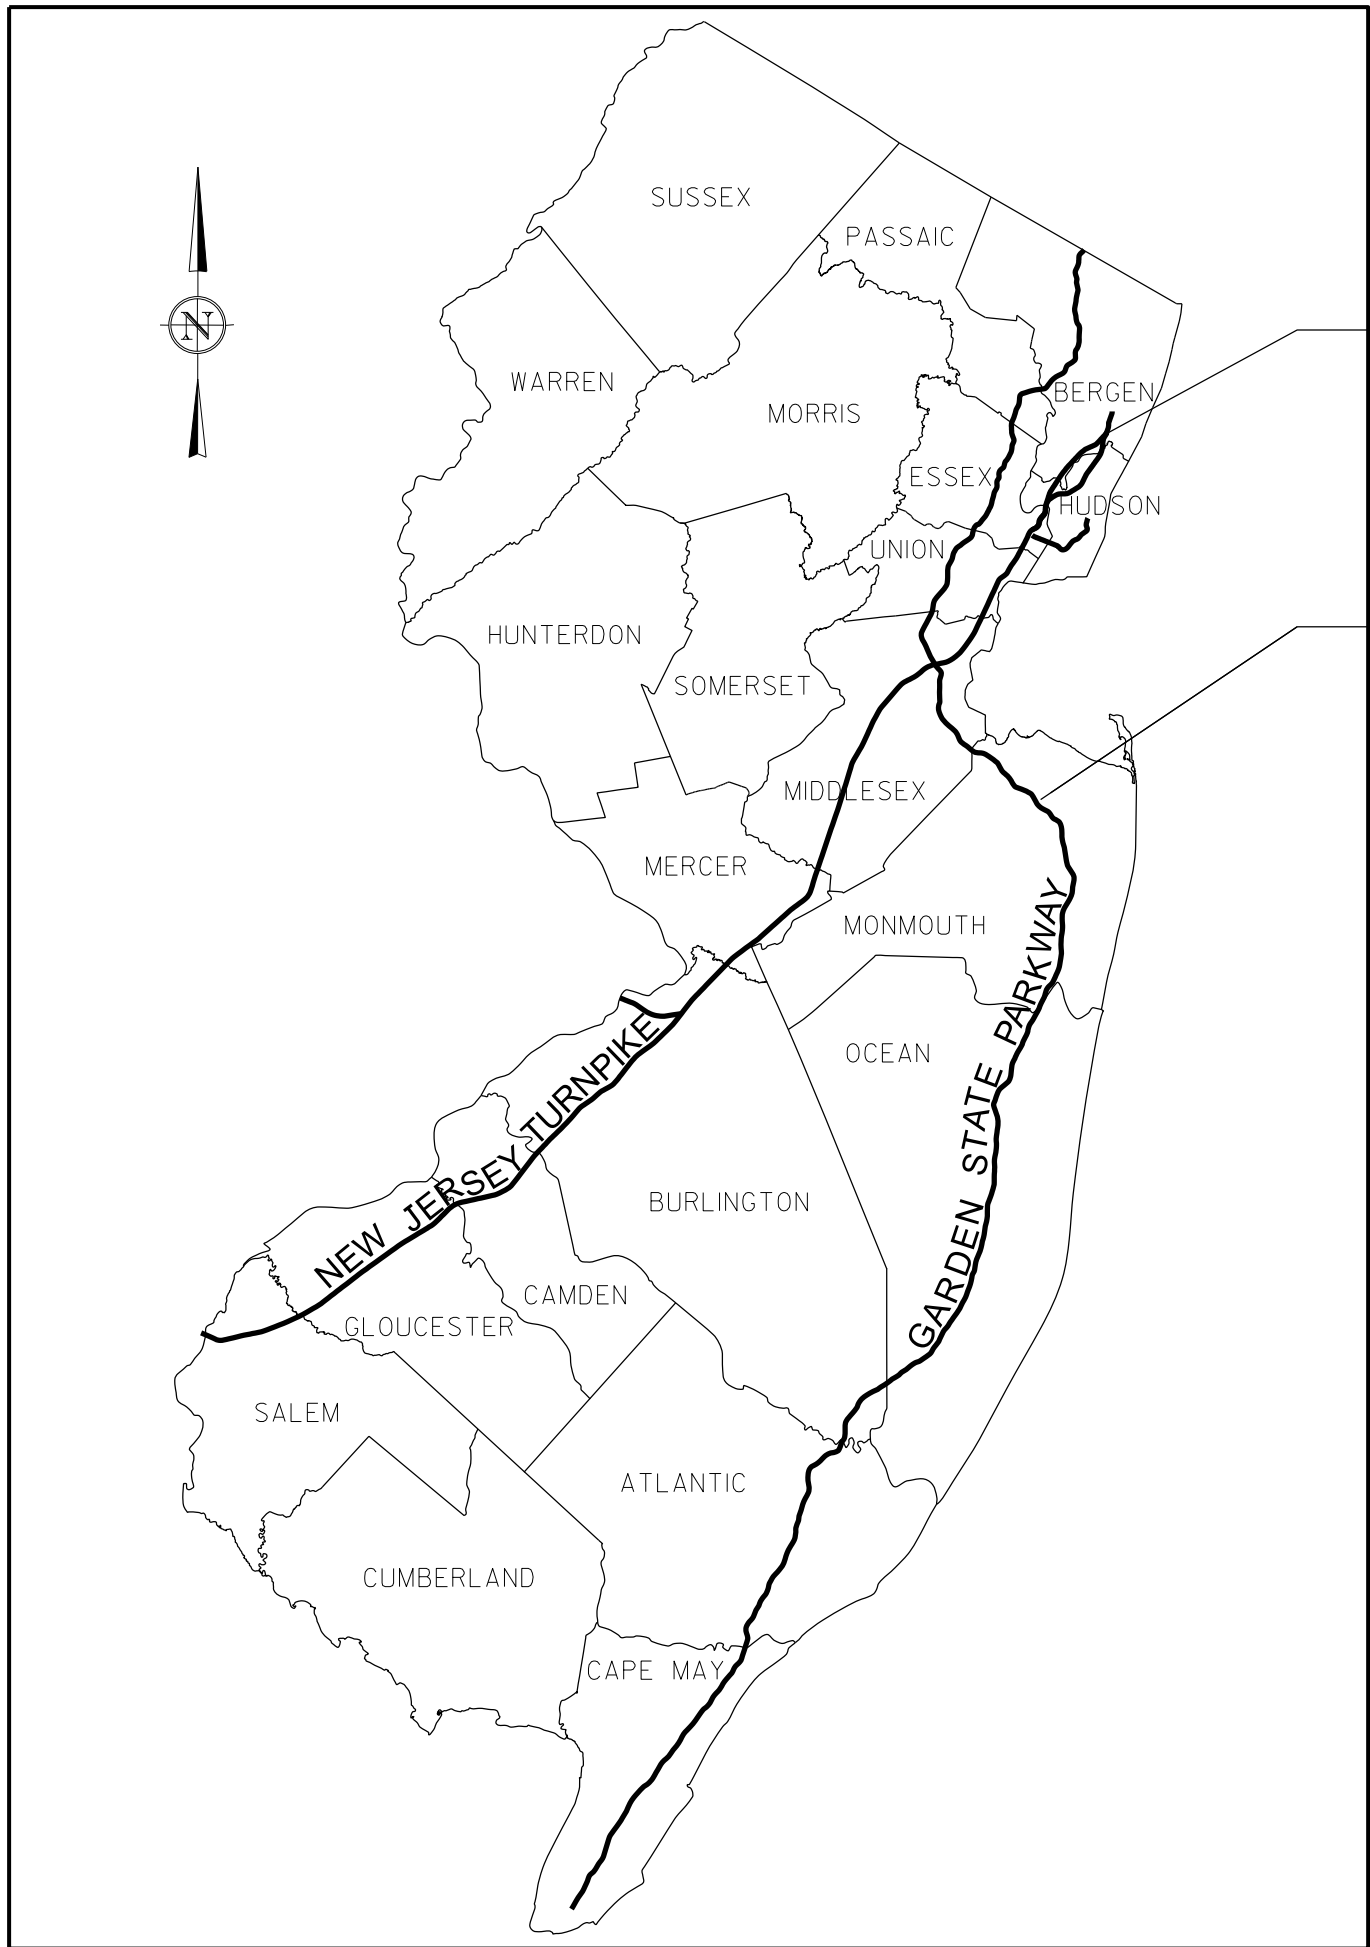 SUSSEX
PASSAIC
N
WARREN
BERGEN
MORRIS
ESSEX
HUDSON
UNION
HUNTERDON
SOMERSET
MIDDLESEX
MERCER
MONMOUTH
OCEAN
GARDEN STATE PARKWAY
NEW JERSEY TURNPIKE
BURLINGTON
CAMDEN
GLOUCESTER
SALEM
ATLANTIC
CUMBERLAND
CAPE MAY